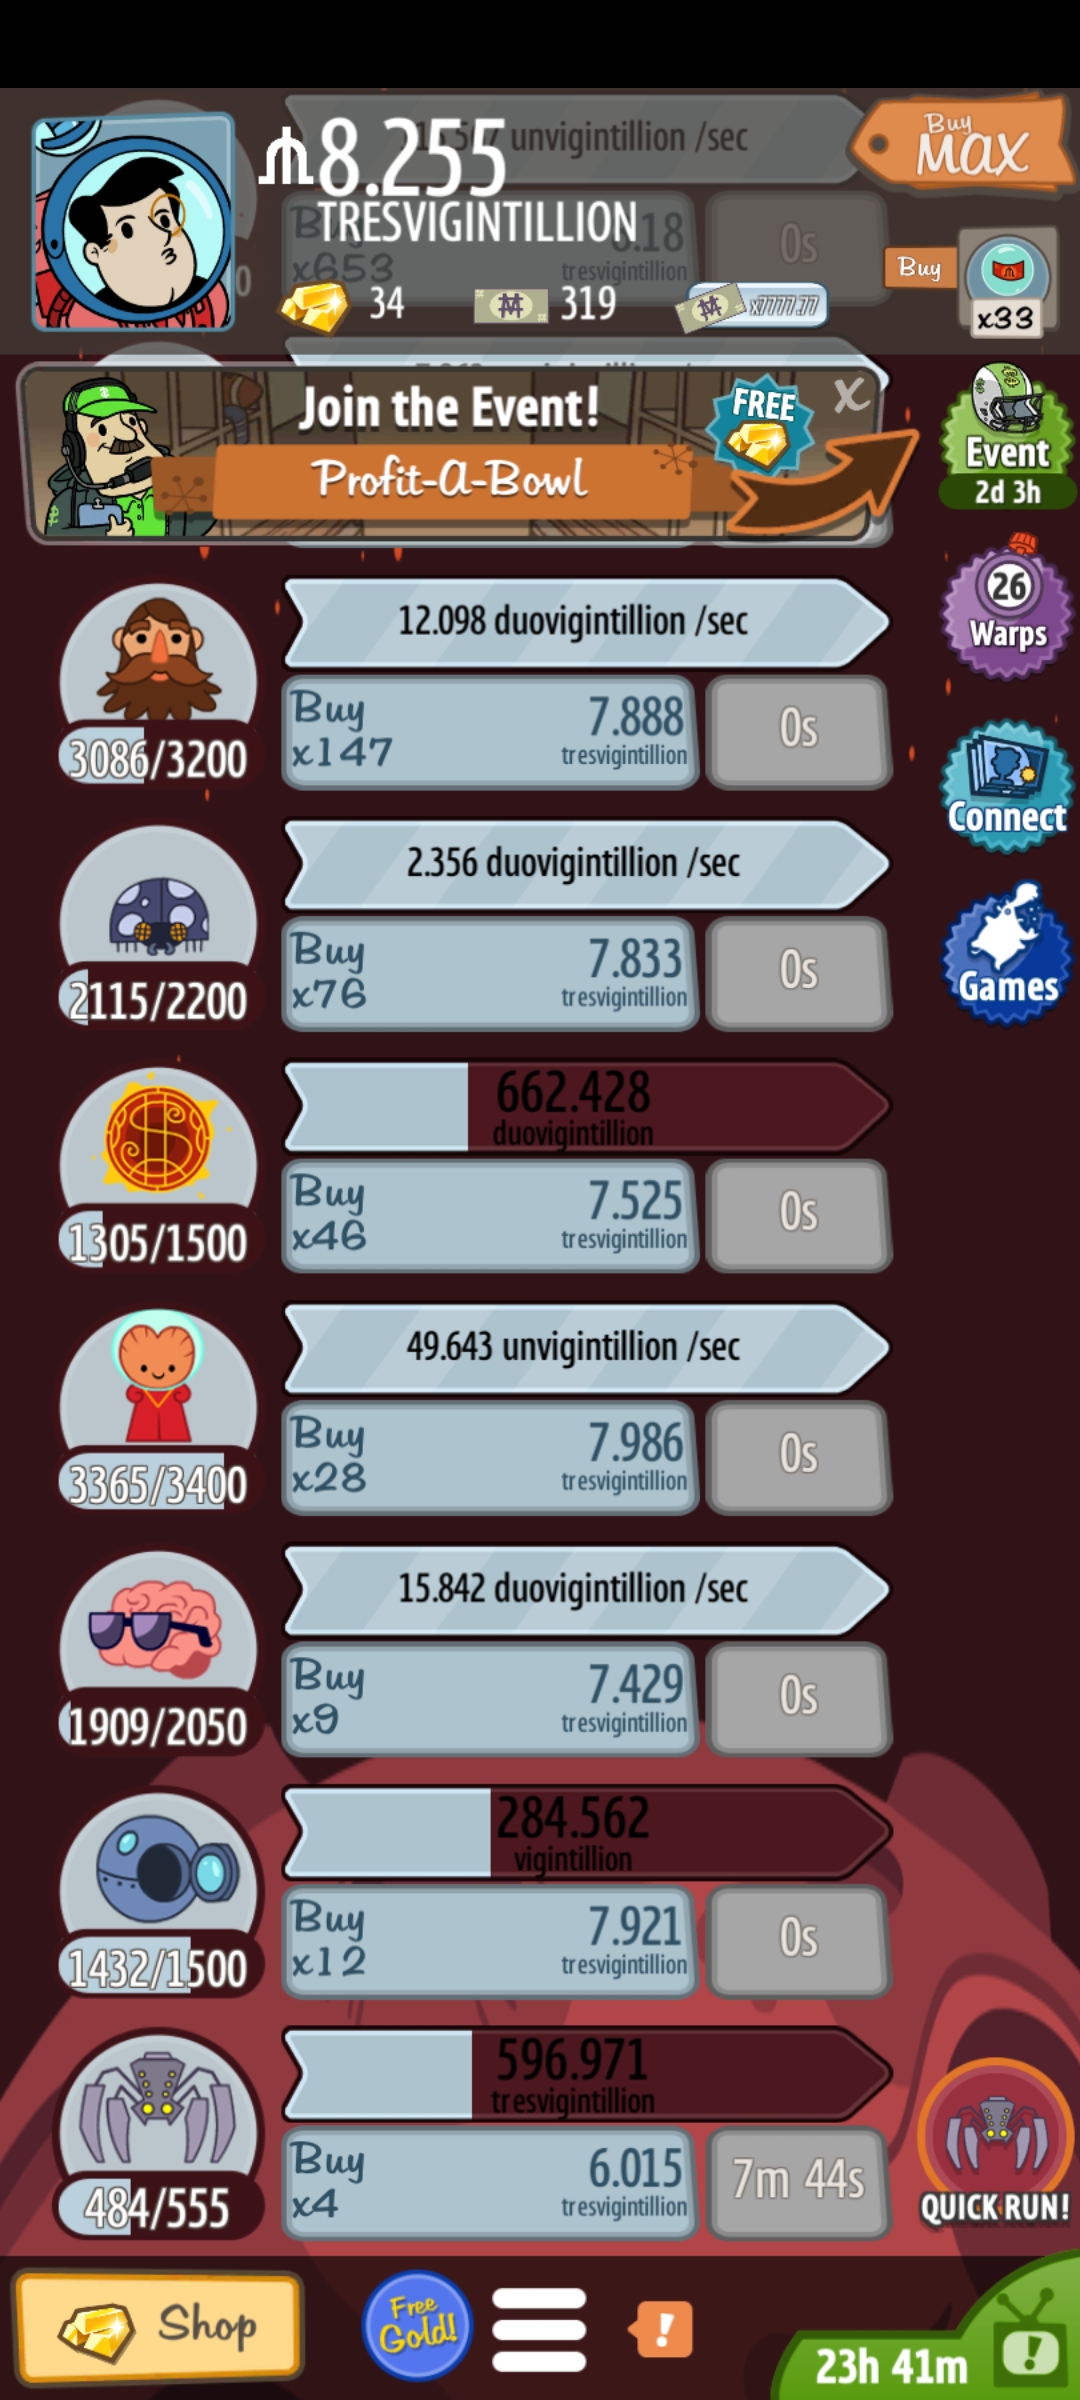 8.255
unvigintillion /sec
Buy
MAX
TRESVIGINTILLION
x653
tresvigintillion
0s
34
319
x7777.77
Buy
x33
Join the Event!
FREE
X
Profit-A-Bowl
Event
2d 3h
26
Warps
12.098 duovigintillion /sec
Buy
x147
7.888
tresvigintillion
0s
3086/3200
Connect
2.356 duovigintillion /sec
Buy
x76
7.833
tresvigintillion
0s
2115/2200
Games
662.428
duovigintillion
Buy
x46
7.525
tresvigintillion
0s
1305/1500
49.643 unvigintillion /sec
Buy
x28
7.986
tresvigintillion
0s
3365/3400
15.842 duovigintillion /sec
Buy
x9
7.429
tresvigintillion
0s
1909/2050
284.562
vigintillion
Buy
x12
7.921
tresvigintillion
0s
1432/1500
596.971
tresvigintillion
Buy
x4
6.015
tresvigintillion
7m 44s
484/555
QUICK RUN!
Shop
Free
Gold!
!
23h 41m
!